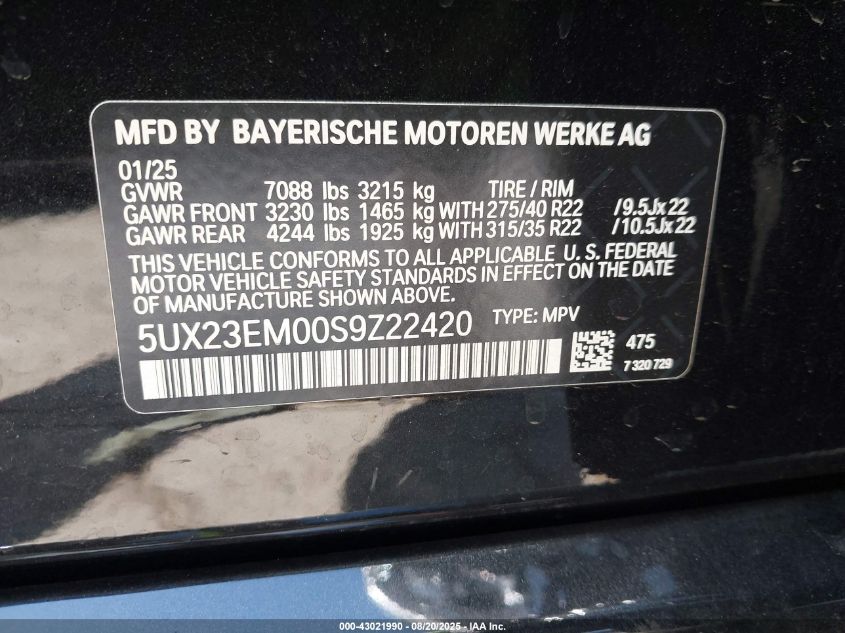 MFD BY BAYERISCHE MOTOREN WERKE AG
01/25
GVWR 7088 lbs 3215 kg TIRE / RIM
GAWR FRONT 3230 lbs 1465 kg WITH 275/40 R22 /9.5Jx22
GAWR REAR 4244 lbs 1925 kg WITH 315/35 R22 /10.5Jx22
THIS VEHICLE CONFORMS TO ALL APPLICABLE U. S. FEDERAL
MOTOR VEHICLE SAFETY STANDARDS IN EFFECT ON THE DATE
OF MANUFACTURE SHOWN ABOVE.
5UX23EM00S9Z22420 TYPE: MPV
475
7 320 729
000-43021990 - 08/20/2025 - IAA Inc.